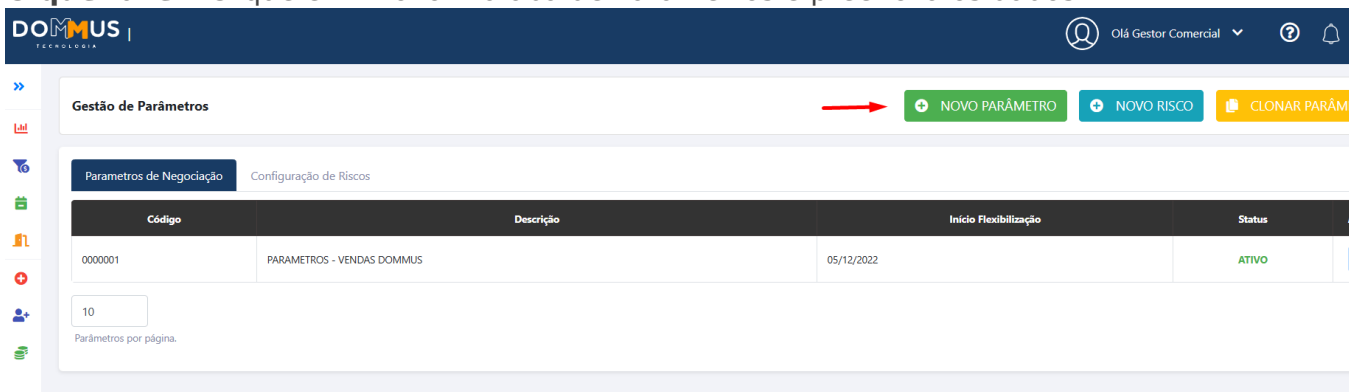 DOMMUS |
TECNOLOGIA
Olá Gestor Comercial
Gestão de Parâmetros
NOVO PARÂMETRO
NOVO RISCO
CLONAR PARÂM
Parametros de Negociação
Configuração de Riscos
Código Descrição Início Flexibilização Status
0000001 PARAMETROS - VENDAS DOMMUS 05/12/2022 ATIVO
10
Parâmetros por página.